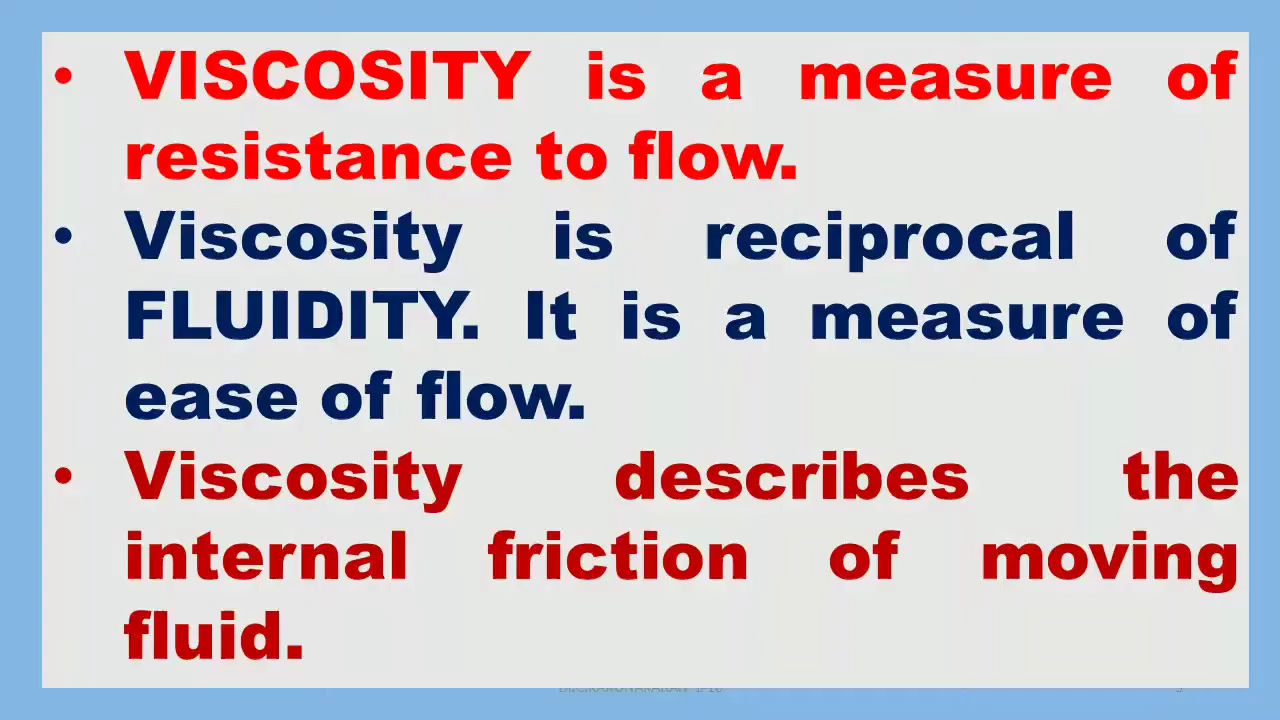 • VISCOSITY is a measure of
resistance to flow.
• Viscosity is reciprocal of
FLUIDITY. It is a measure of
ease of flow.
• Viscosity describes the
internal friction of moving
fluid.